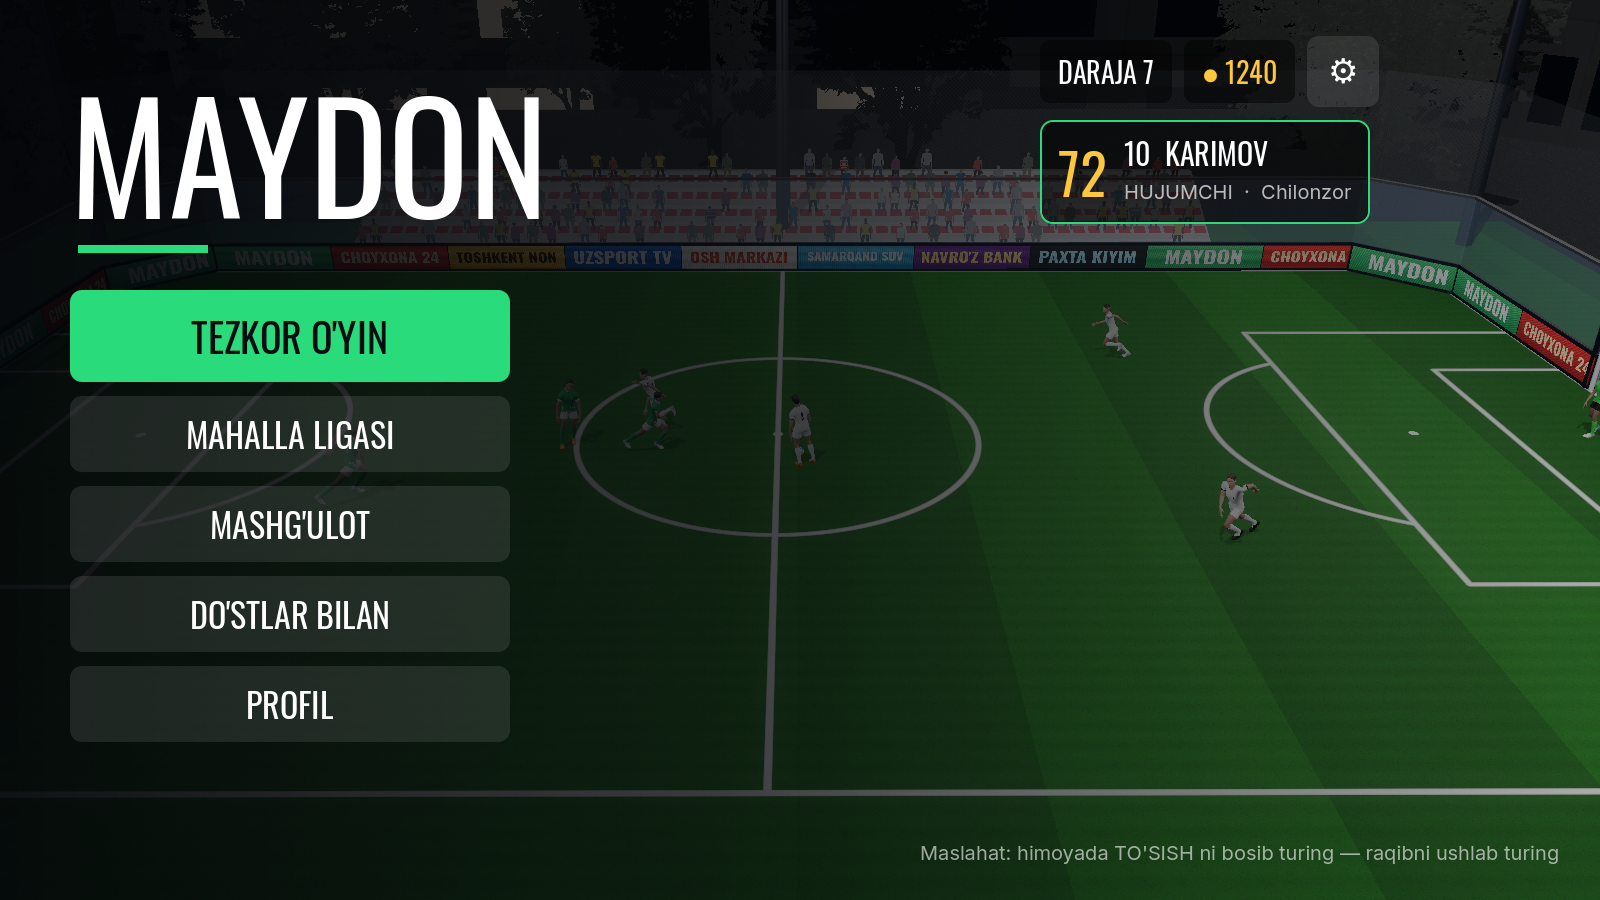 DARAJA 7
● 1240
⚙
MAYDON
72
10 KARIMOV
HUJUMCHI · Chilonzor
MAYDON MAYDON CHOYXONA 24 TOSHKENT NON UZSPORT TV OSH MARKAZI SAMARQAND SUV NAVRO'Z BANK PAXTA KIYIM MAYDON CHOYXONA MAYDON MAYDON CHOYXONA 24
TEZKOR O'YIN
MAHALLA LIGASI
MASHG'ULOT
DO'STLAR BILAN
PROFIL
Maslahat: himoyada TO'SISH ni bosib turing — raqibni ushlab turing